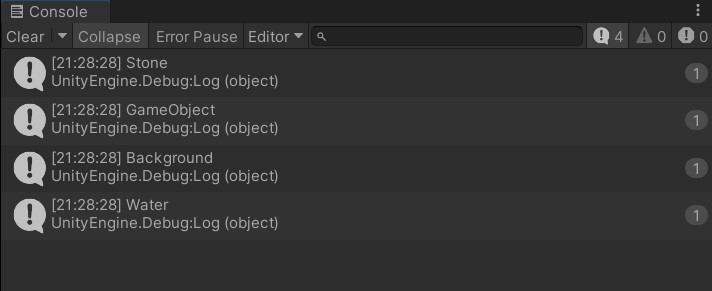 Console
Clear Collapse Error Pause Editor 4 0 0
[21:28:28] Stone
UnityEngine.Debug:Log (object)
1
[21:28:28] GameObject
UnityEngine.Debug:Log (object)
1
[21:28:28] Background
UnityEngine.Debug:Log (object)
1
[21:28:28] Water
UnityEngine.Debug:Log (object)
1